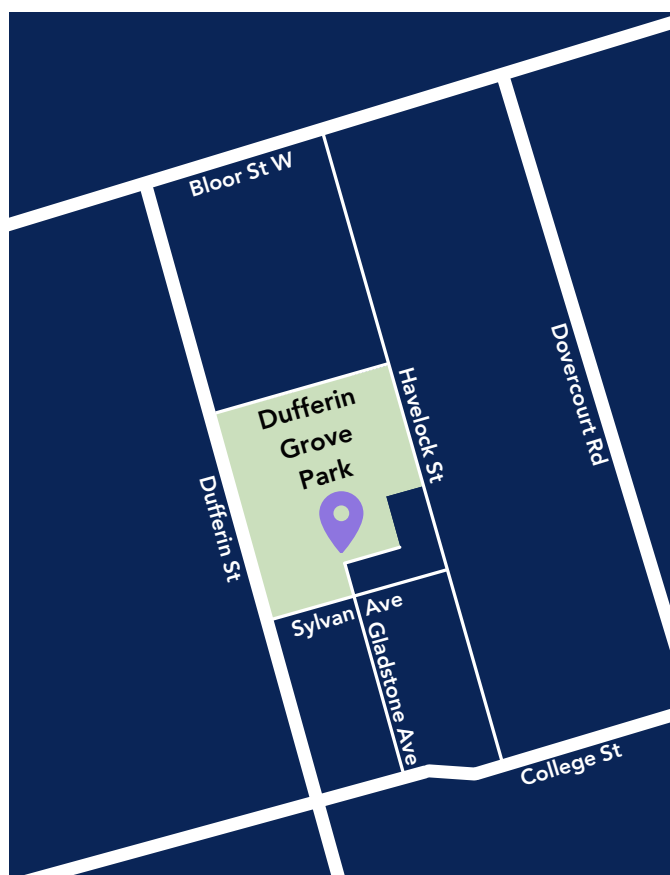 Bloor St W
Dovercourt Rd
Havelock St
Dufferin
Grove
Park
Dufferin St
Sylvan Ave
Gladstone Ave
College St